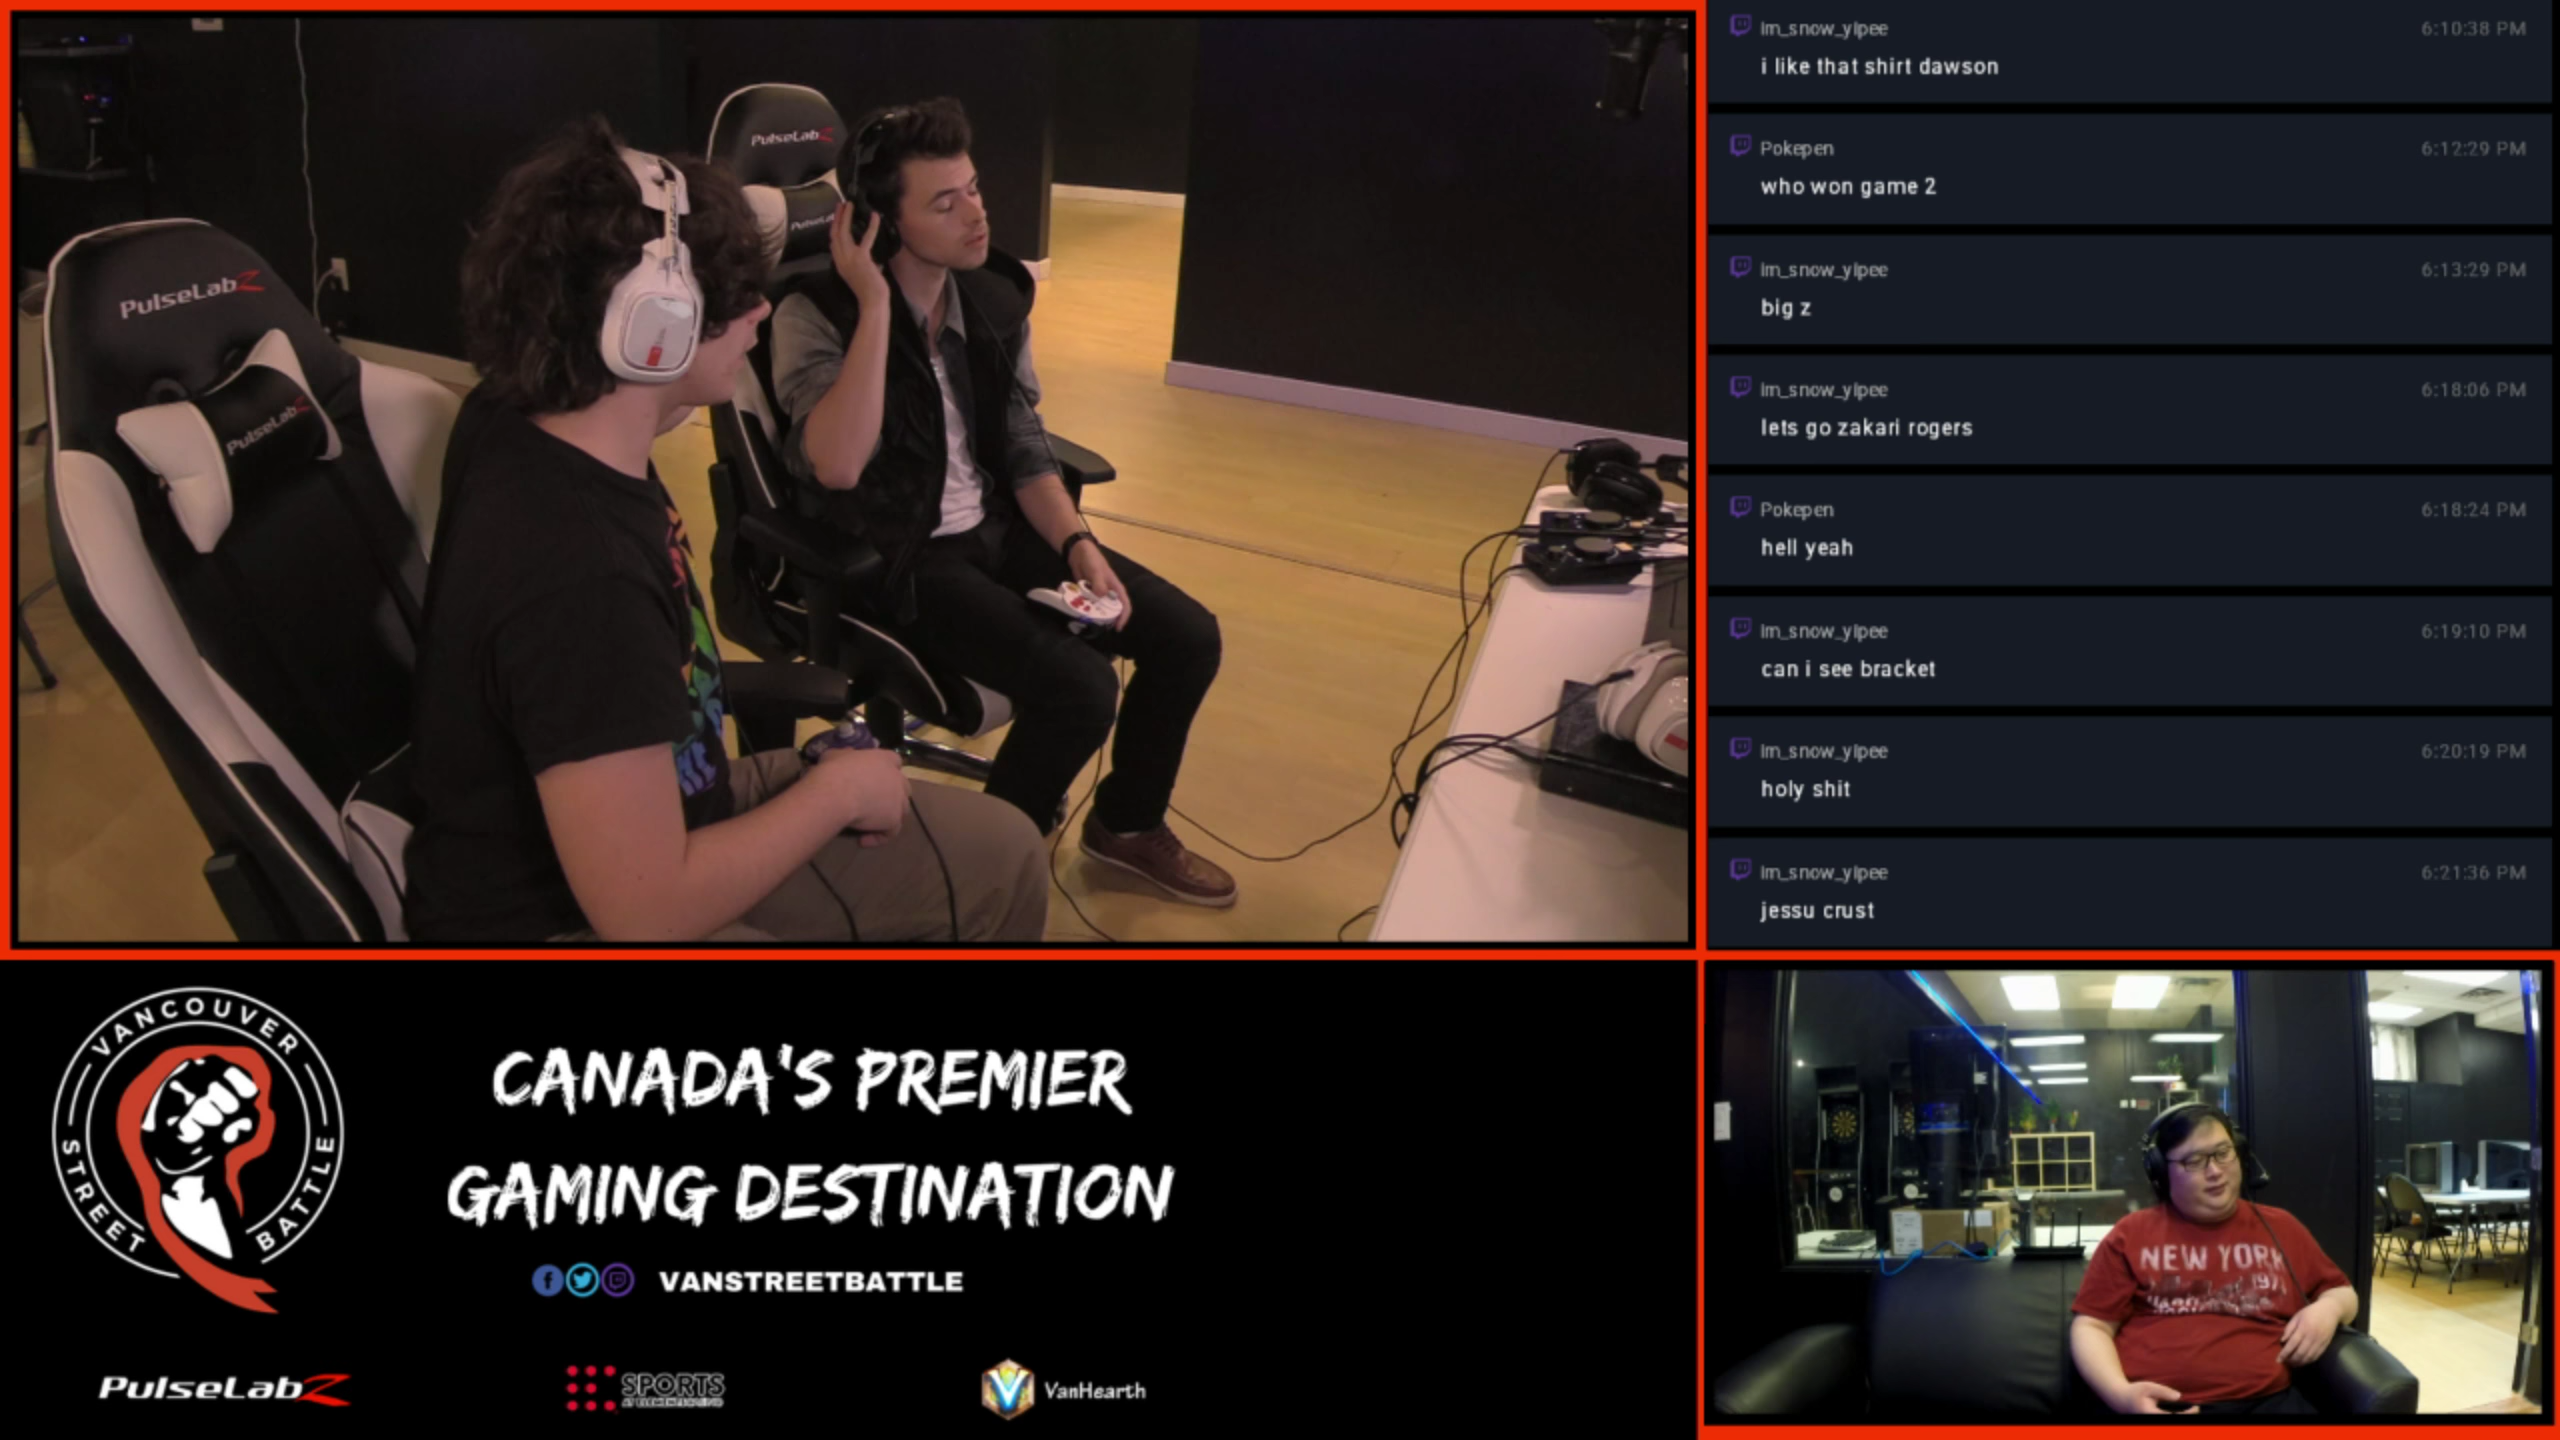 PulseLabZ
PulseLabZ
PulseLabZ
Im_snow_yipee
6:10:38 PM
i like that shirt dawson
Pokepen
6:12:29 PM
who won game 2
Im_snow_yipee
6:13:29 PM
big z
Im_snow_yipee
6:18:06 PM
lets go zakari rogers
Pokepen
6:18:24 PM
hell yeah
Im_snow_yipee
6:19:10 PM
can i see bracket
Im_snow_yipee
6:20:19 PM
holy shit
Im_snow_yipee
6:21:36 PM
jessu crust
VANCOUVER
STREET BATTLE
CANADA'S PREMIER
GAMING DESTINATION
VANSTREETBATTLE
PulseLabZ
SPORTS
VanHearth
NEW YORK